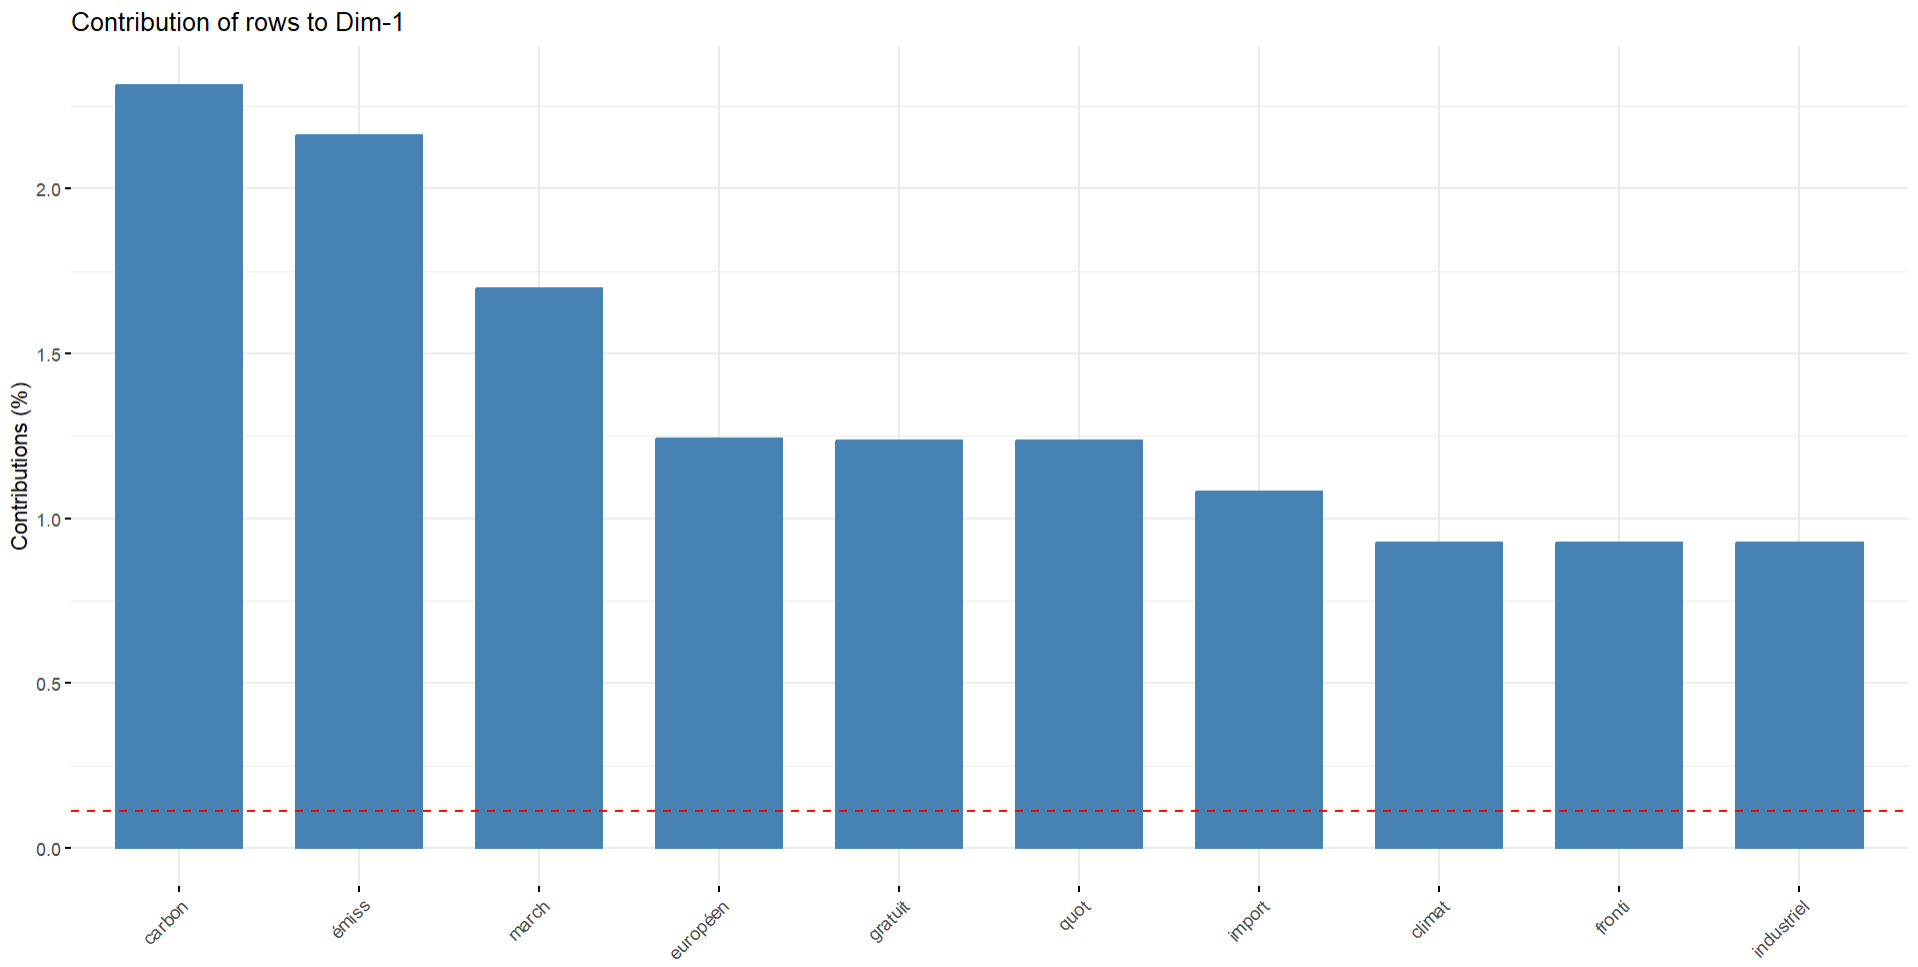 Contribution of rows to Dim-1
Contributions (%)
2.0
1.5
1.0
0.5
0.0
carbon
émiss
march
européen
gratuit
quot
import
climat
fronti
industriel